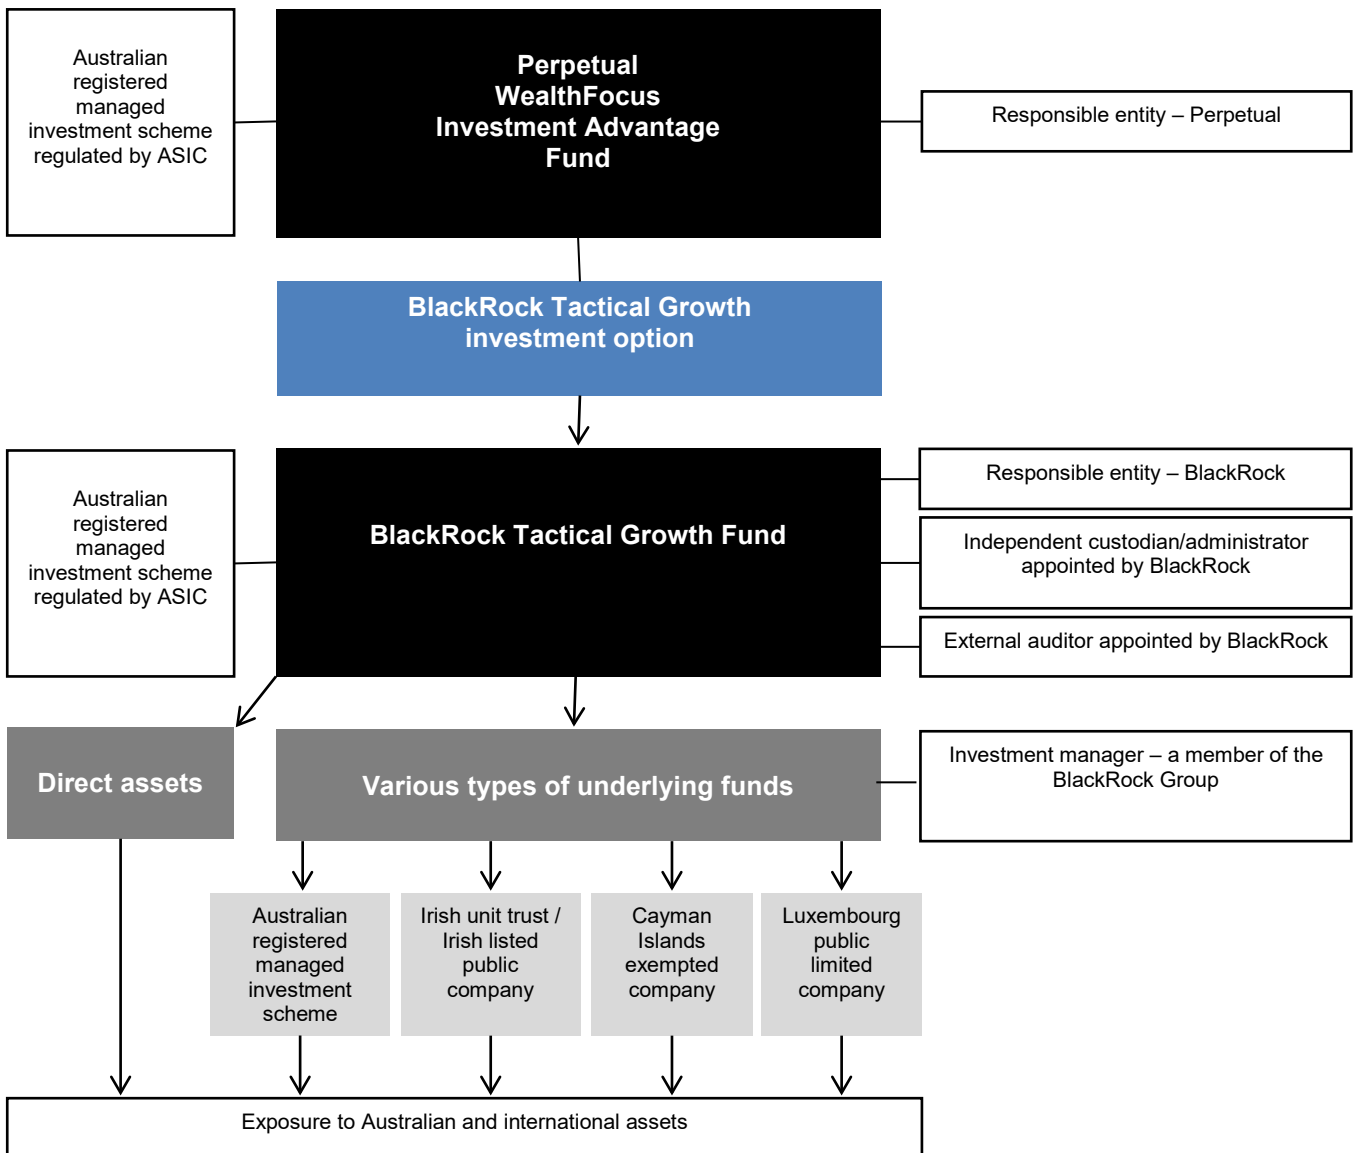 Australian
registered
managed
investment scheme
regulated by ASIC
Perpetual
WealthFocus
Investment Advantage
Fund
Responsible entity – Perpetual
BlackRock Tactical Growth
investment option
Australian
registered
managed
investment scheme
regulated by ASIC
BlackRock Tactical Growth Fund
Responsible entity – BlackRock
Independent custodian/administrator
appointed by BlackRock
External auditor appointed by BlackRock
Direct assets
Various types of underlying funds
Investment manager – a member of the
BlackRock Group
Australian
registered
managed
investment
scheme
Irish unit trust /
Irish listed
public
company
Cayman
Islands
exempted
company
Luxembourg
public
limited
company
Exposure to Australian and international assets